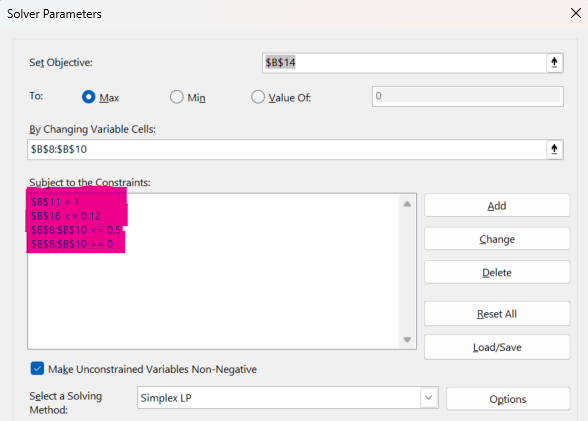 Solver Parameters
Set Objective: $B$14
To: Max Min Value Of: 0
By Changing Variable Cells:
$B$8:$B$10
Subject to the Constraints:
$B$11 = 1
$B$16 <= 0.12
$B$8:$B$10 <= 0.5
$B$8:$B$10 >= 0
Add
Change
Delete
Reset All
Load/Save
Make Unconstrained Variables Non-Negative
Select a Solving Method: Simplex LP Options